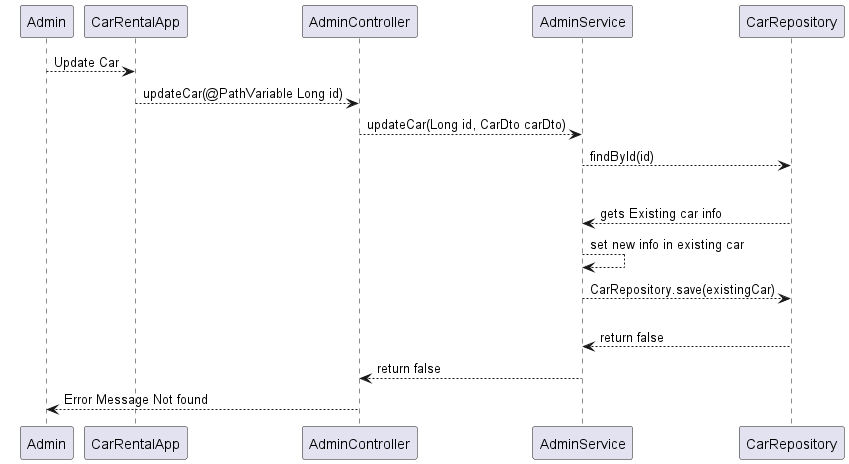 Admin CarRentalApp AdminController AdminService CarRepository
Update Car
updateCar(@PathVariable Long id)
updateCar(Long id, CarDto carDto)
findById(id)
gets Existing car info
set new info in existing car
CarRepository.save(existingCar)
return false
return false
Error Message Not found
Admin CarRentalApp AdminController AdminService CarRepository